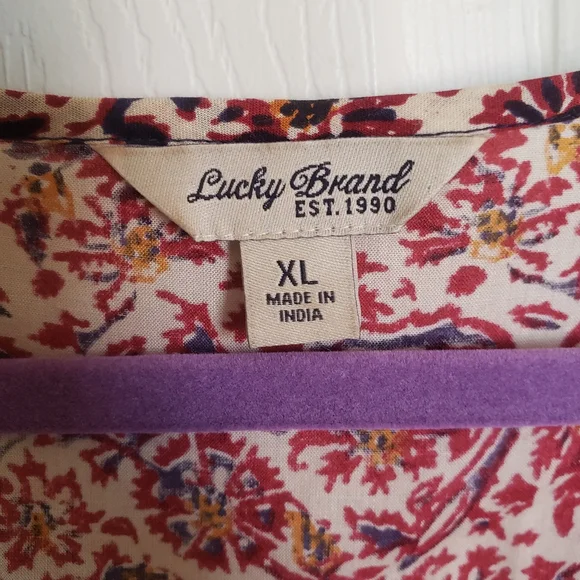 Lucky Brand
EST. 1990
XL
MADE IN
INDIA